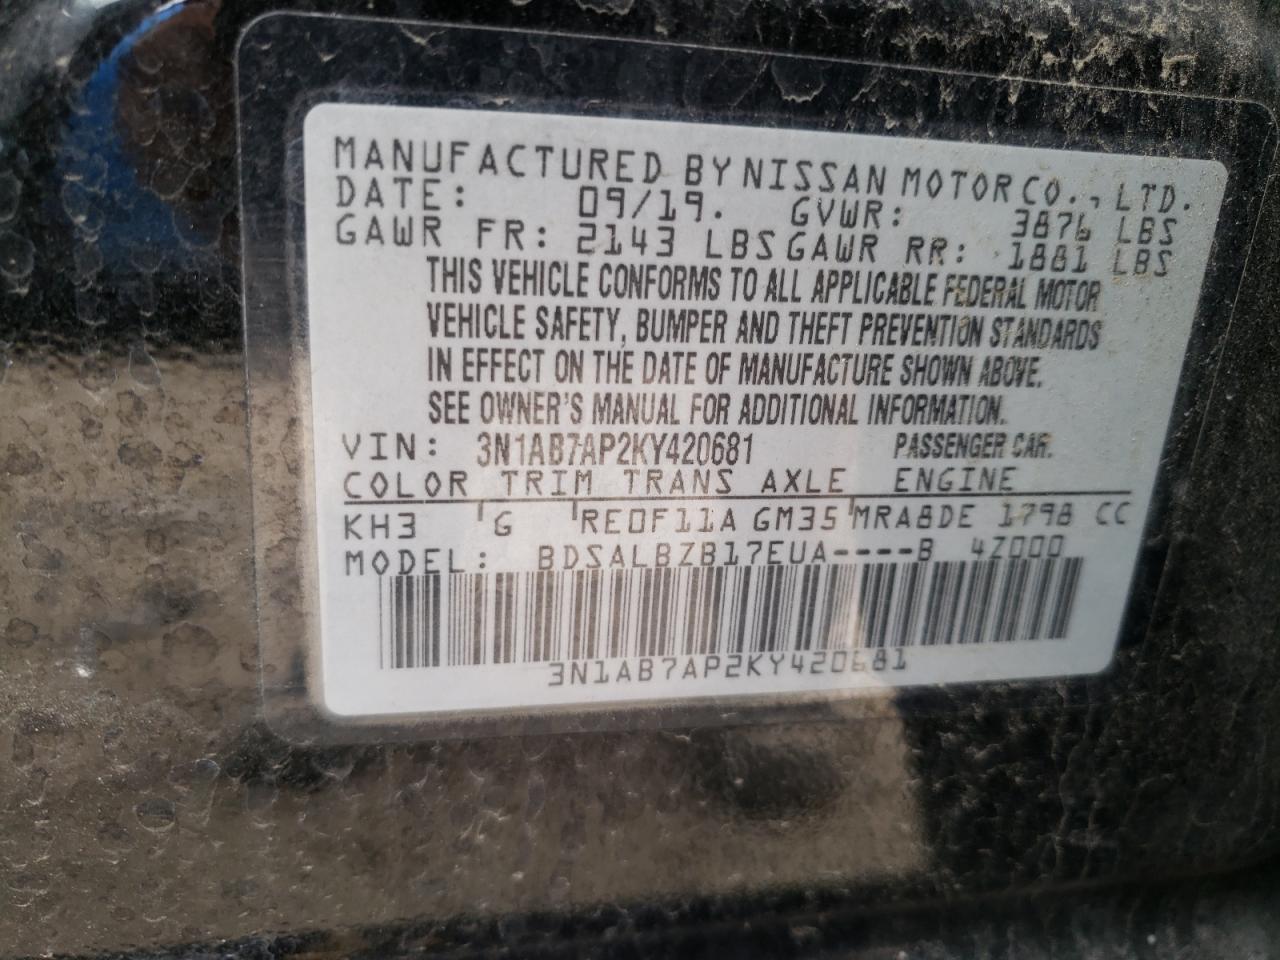 MANUFACTURED BY NISSAN MOTOR CO., LTD.
DATE: 09/19. GVWR: 3876 LBS
GAWR FR: 2143 LBS GAWR RR: 1881 LBS
THIS VEHICLE CONFORMS TO ALL APPLICABLE FEDERAL MOTOR
VEHICLE SAFETY, BUMPER AND THEFT PREVENTION STANDARDS
IN EFFECT ON THE DATE OF MANUFACTURE SHOWN ABOVE.
SEE OWNER'S MANUAL FOR ADDITIONAL INFORMATION.
VIN: 3N1AB7AP2KY420681 PASSENGER CAR.
COLOR TRIM TRANS AXLE ENGINE
KH3 G RE0F11A GM35 MRA8DE 1798 CC
MODEL: BDSALBZB17EUA----B 4Z000
3N1AB7AP2KY420681